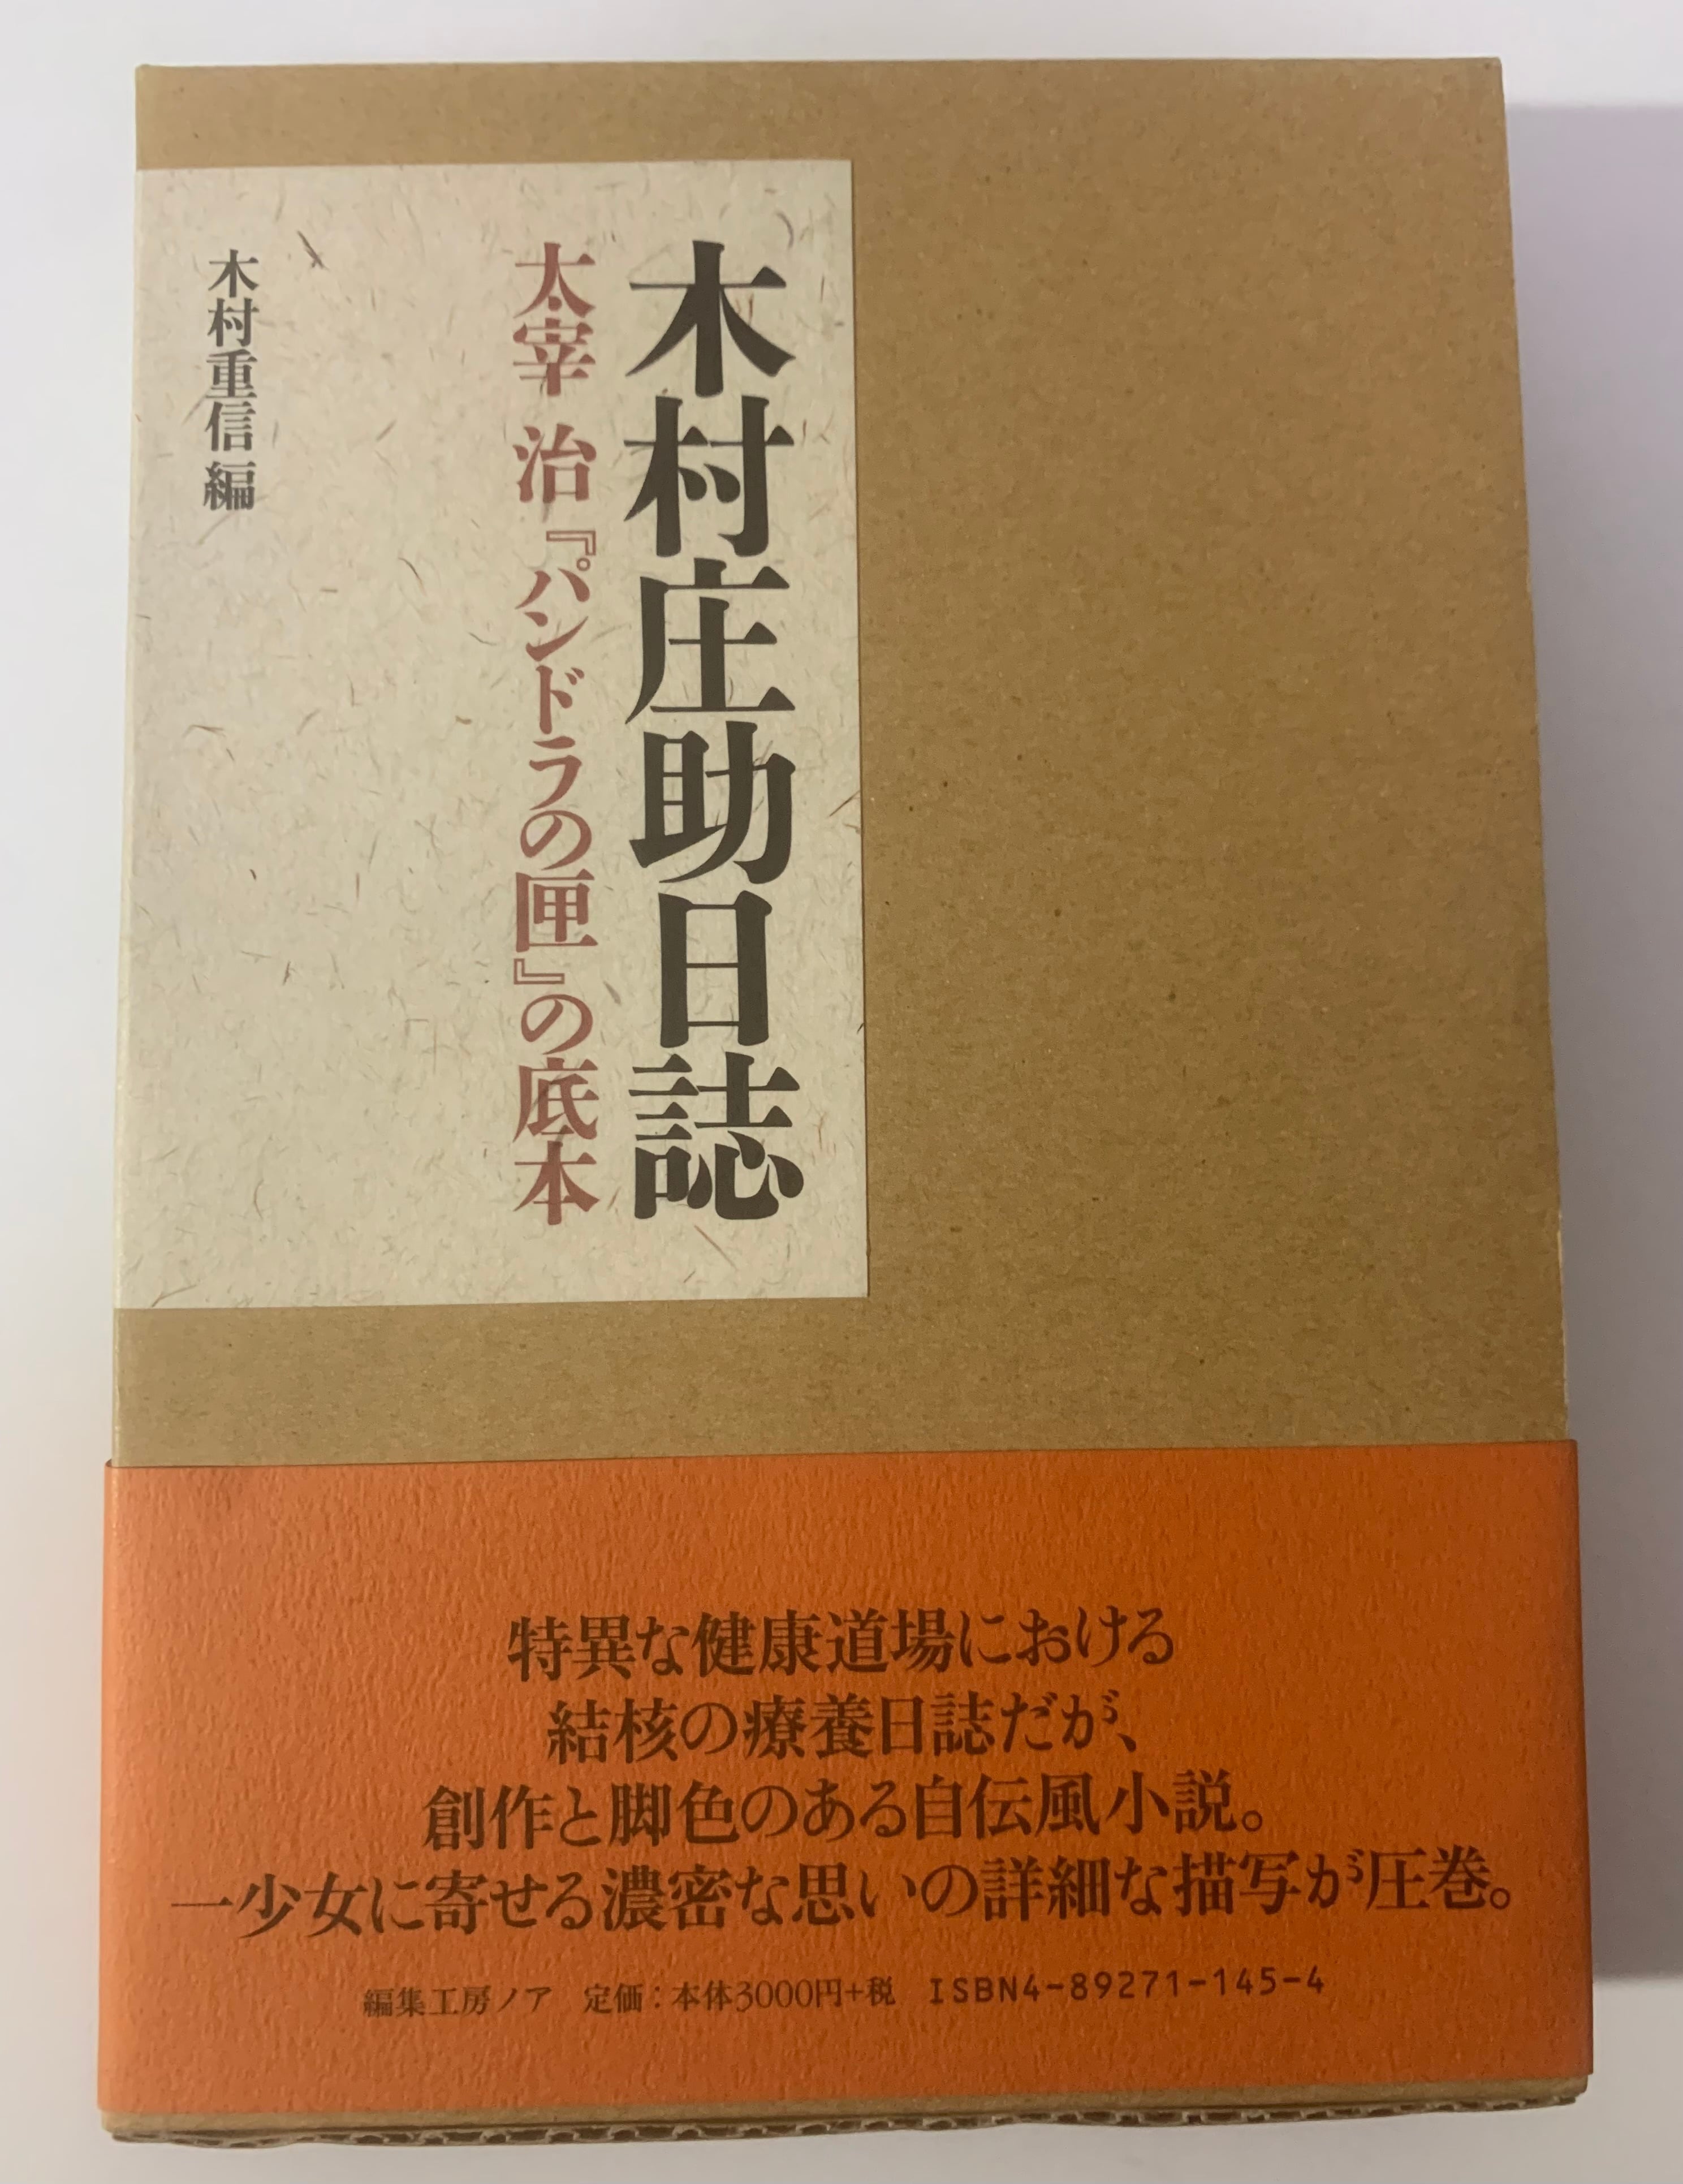 木村庄助日誌
太宰 治『パンドラの匣』の底本
木村重信 編
特異な健康道場における
結核の療養日誌だが、
創作と脚色のある自伝風小説。
一少女に寄せる濃密な思いの詳細な描写が圧巻。
編集工房ノア 定価:本体3000円+税 ISBN4-89271-145-4